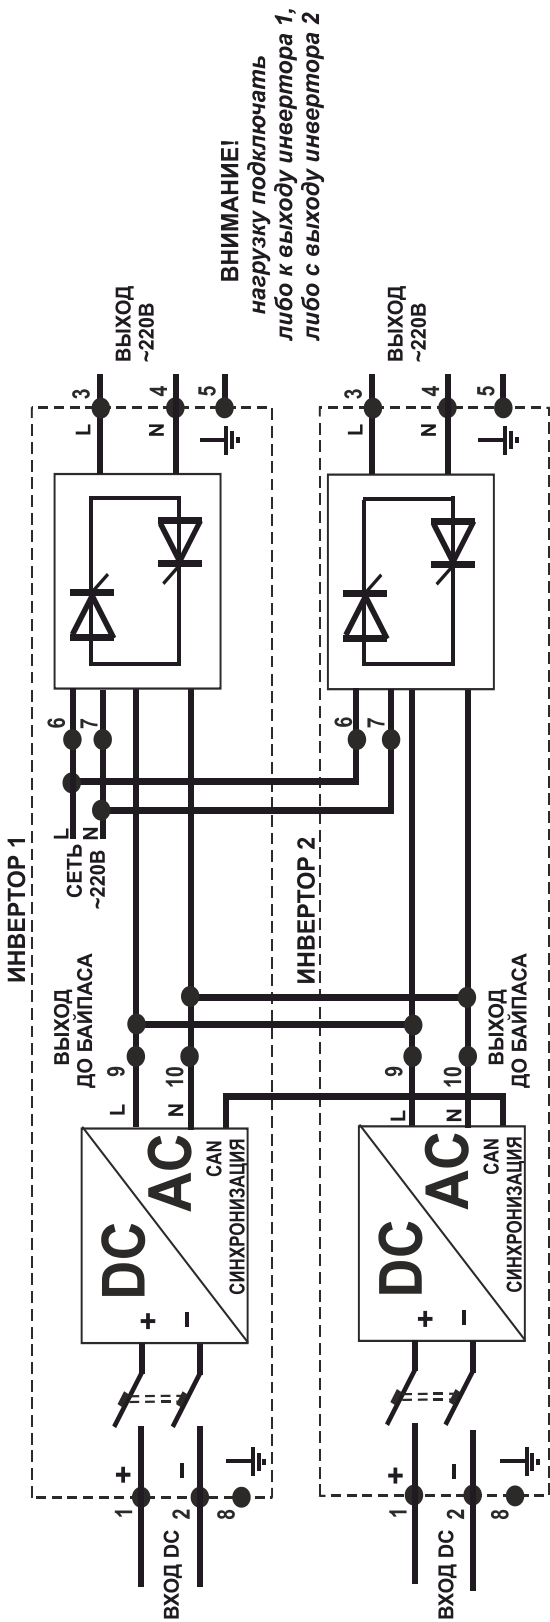 ИНВЕРТОР 1
ВХОД DC
1
+
2
–
8
+
–
DC
AC
CAN
СИНХРОНИЗАЦИЯ
L
9
N
10
ВЫХОД
ДО БАЙПАСА
СЕТЬ
~220В
L
6
N
7
L
3
N
4
5
ВЫХОД
~220В
ИНВЕРТОР 2
ВХОД DC
1
+
2
–
8
+
–
DC
AC
CAN
СИНХРОНИЗАЦИЯ
L
9
N
10
ВЫХОД
ДО БАЙПАСА
6
7
L
3
N
4
5
ВЫХОД
~220В
ВНИМАНИЕ!
нагрузку подключать
либо к выходу инвертора 1,
либо с выходу инвертора 2